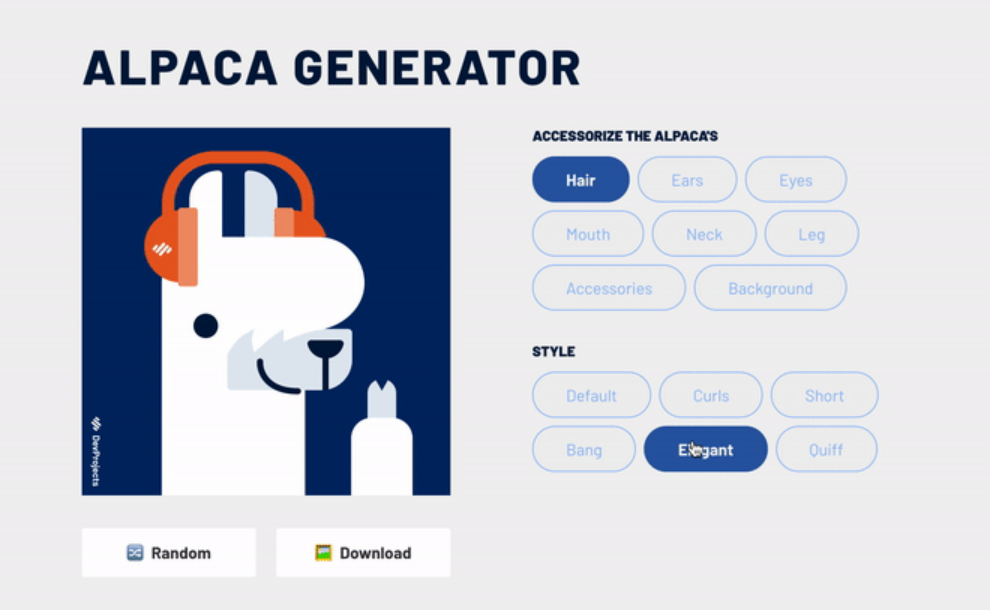 ALPACA GENERATOR
ACCESSORIZE THE ALPACA'S
Hair Ears Eyes
Mouth Neck Leg
Accessories Background
STYLE
Default Curls Short
Bang Elegant Quiff
DevProjects
Random Download